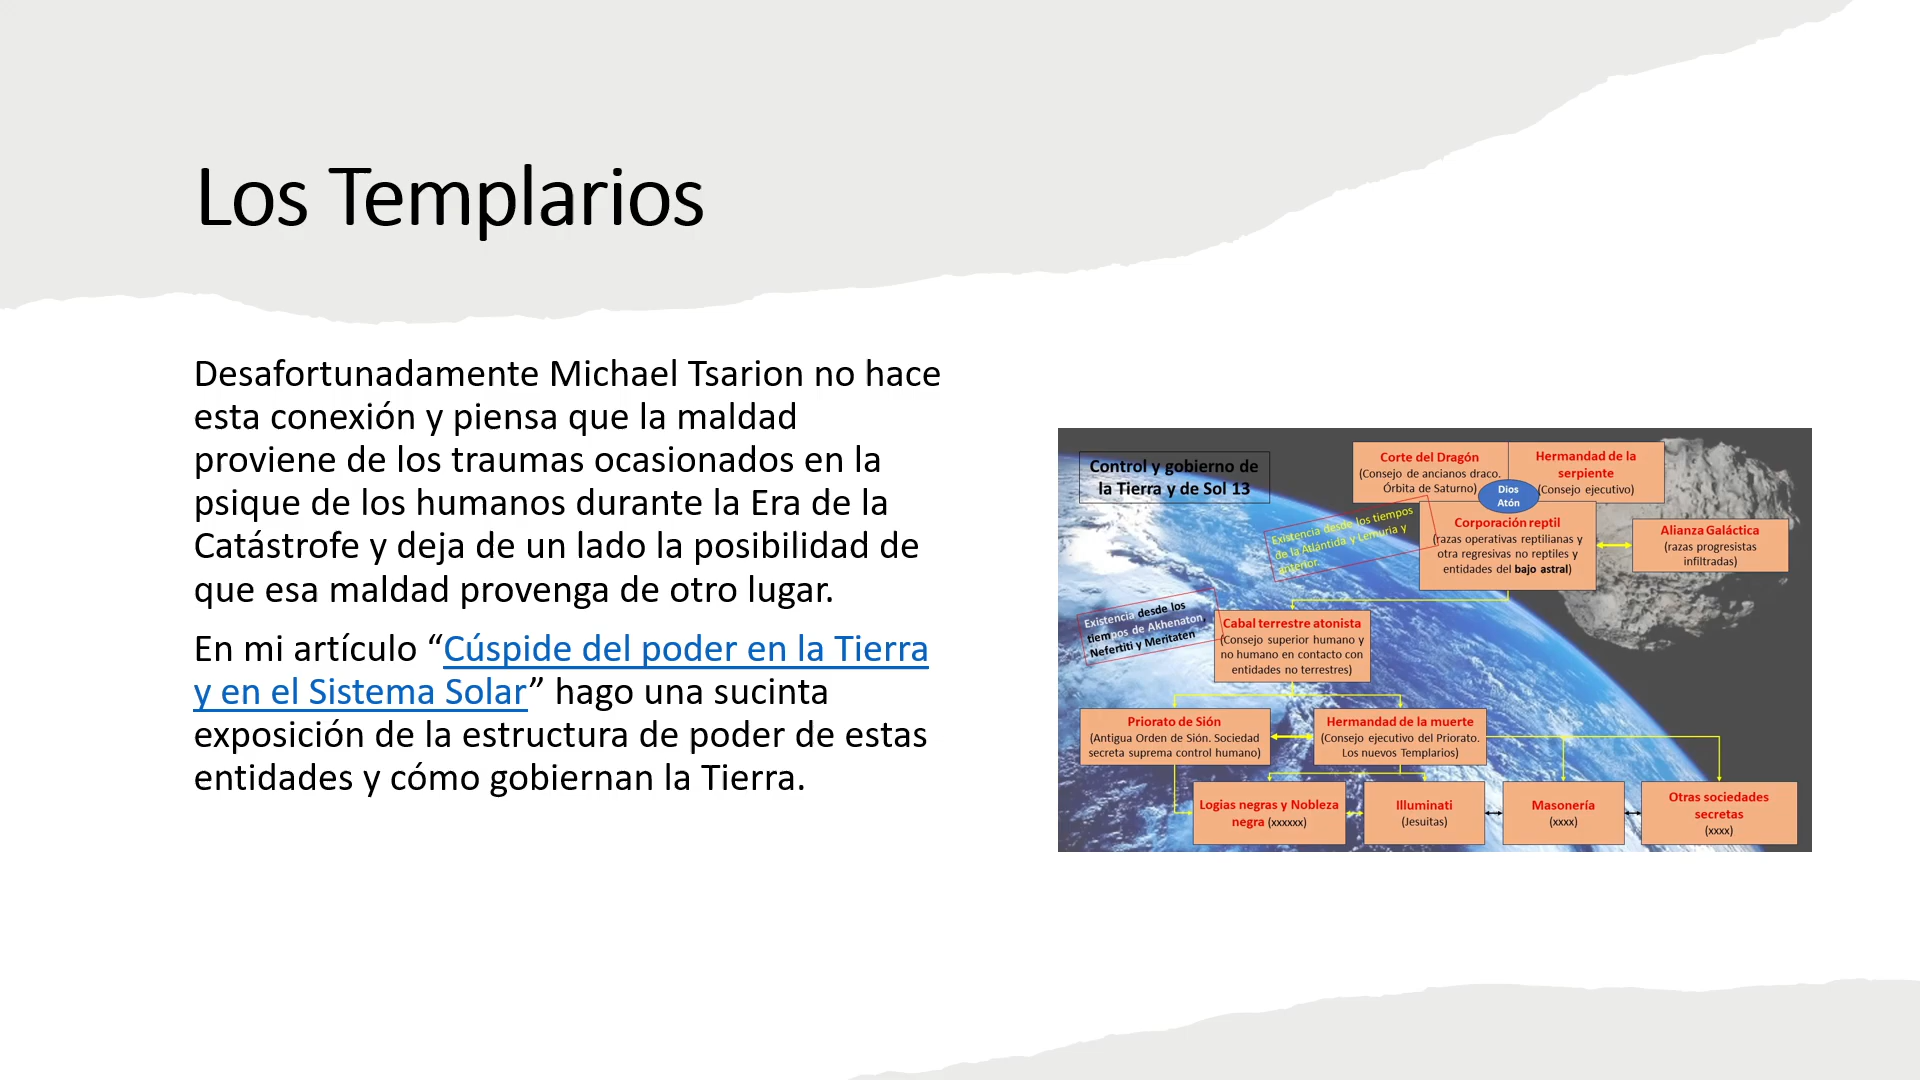 Los Templarios
Desafortunadamente Michael Tsarion no hace
esta conexión y piensa que la maldad
proviene de los traumas ocasionados en la
psique de los humanos durante la Era de la
Catástrofe y deja de un lado la posibilidad de
que esa maldad provenga de otro lugar.
En mi artículo “Cúspide del poder en la Tierra
y en el Sistema Solar” hago una sucinta
exposición de la estructura de poder de estas
entidades y cómo gobiernan la Tierra.
Control y gobierno de
la Tierra y de Sol 13
Corte del Dragón
(Consejo de ancianos draco.
Órbita de Saturno)
Hermandad de la
serpiente
(Consejo ejecutivo)
Dios
Atón
Existencia desde los tiempos
de la Atlántida y Lemuria y
anterior.
Corporación reptil
(razas operativas reptilianas y
otra regresivas no reptiles y
entidades del bajo astral)
Alianza Galáctica
(razas progresistas
infiltradas)
Existencia desde los
tiempos de Akhenaton,
Nefertiti y Meritaten
Cabal terrestre atonista
(Consejo superior humano y
no humano en contacto con
entidades no terrestres)
Priorato de Sión
(Antigua Orden de Sión. Sociedad
secreta suprema control humano)
Hermandad de la muerte
(Consejo ejecutivo del Priorato.
Los nuevos Templarios)
Logias negras y Nobleza
negra (xxxxxx)
Illuminati
(Jesuitas)
Masonería
(xxxx)
Otras sociedades
secretas
(xxxx)